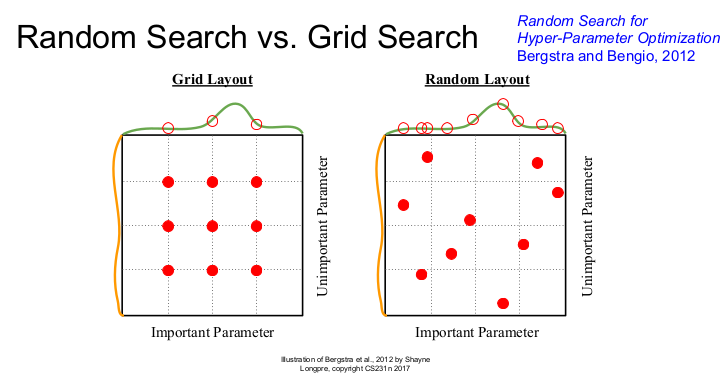 Random Search vs. Grid Search
Random Search for
Hyper-Parameter Optimization
Bergstra and Bengio, 2012
Grid Layout
Unimportant Parameter
Important Parameter
Random Layout
Unimportant Parameter
Important Parameter
Illustration of Bergstra et al., 2012 by Shayne
Longpre, copyright CS231n 2017